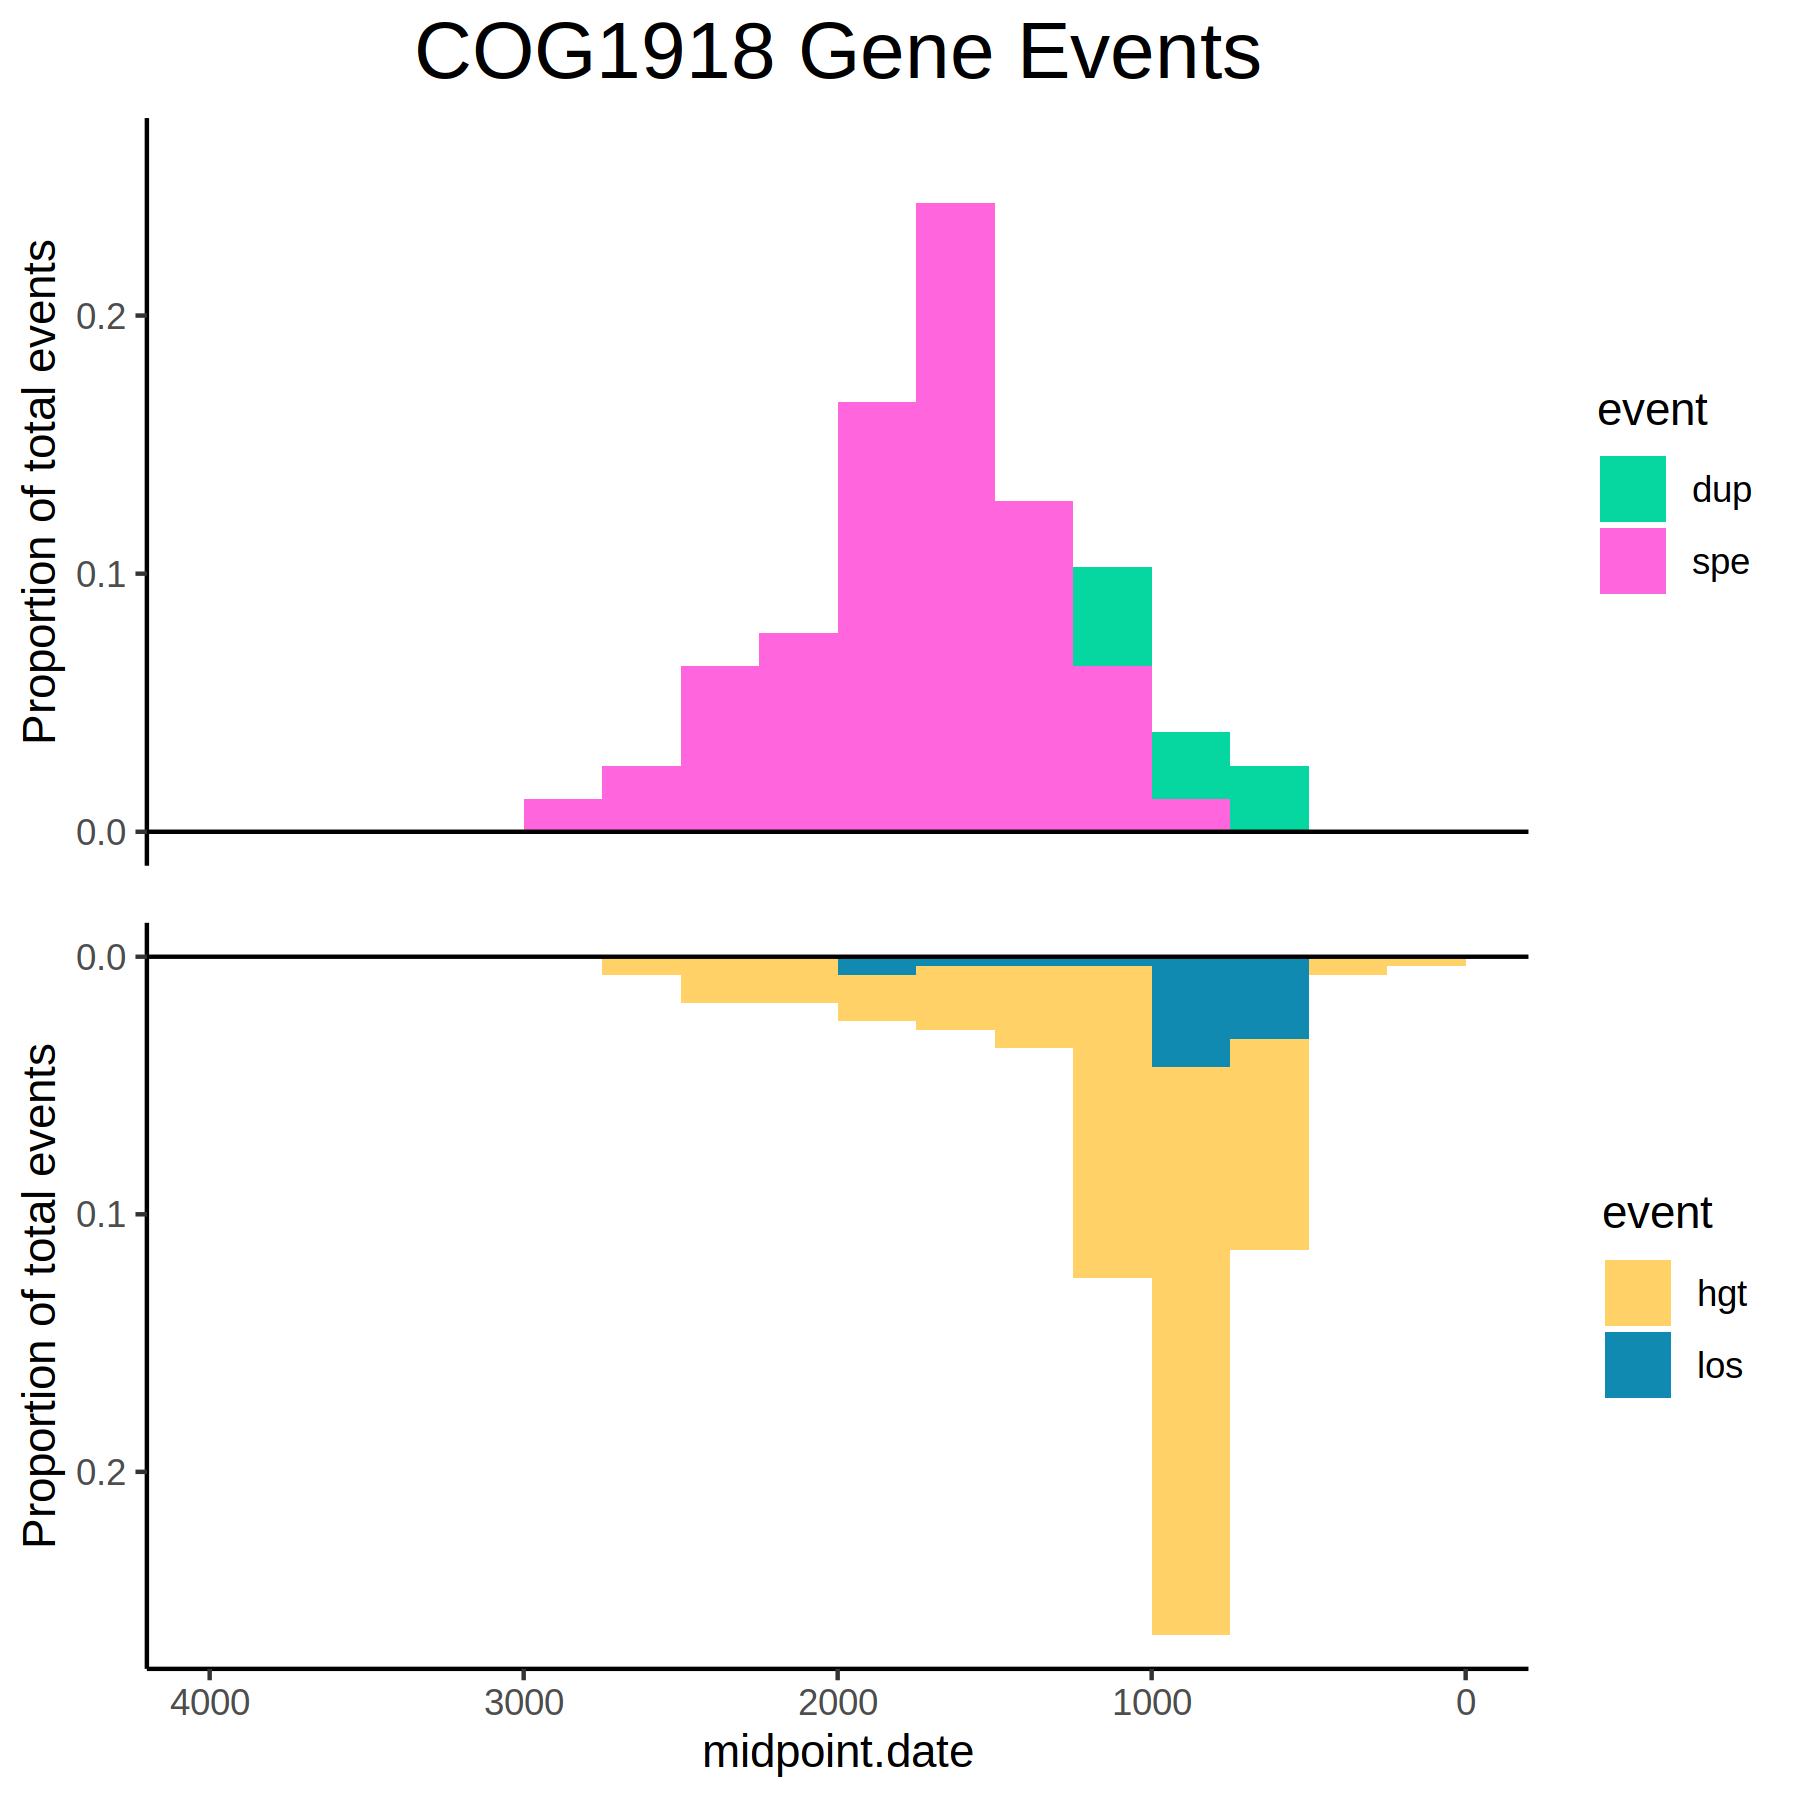 COG1918 Gene Events
Proportion of total events
0.2
0.1
0.0
event
dup
spe
Proportion of total events
0.0
0.1
0.2
event
hgt
los
4000 3000 2000 1000 0
midpoint.date